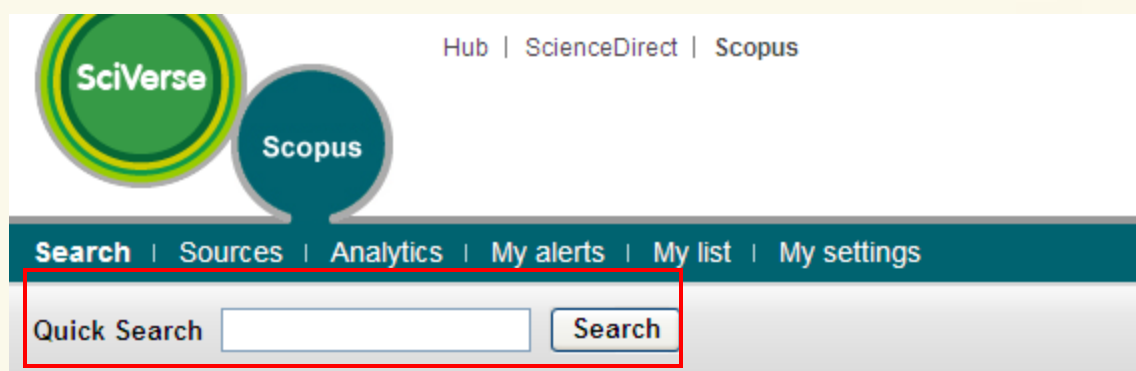 SciVerse
Hub | ScienceDirect | Scopus
Scopus
Search | Sources | Analytics | My alerts | My list | My settings
Quick Search Search